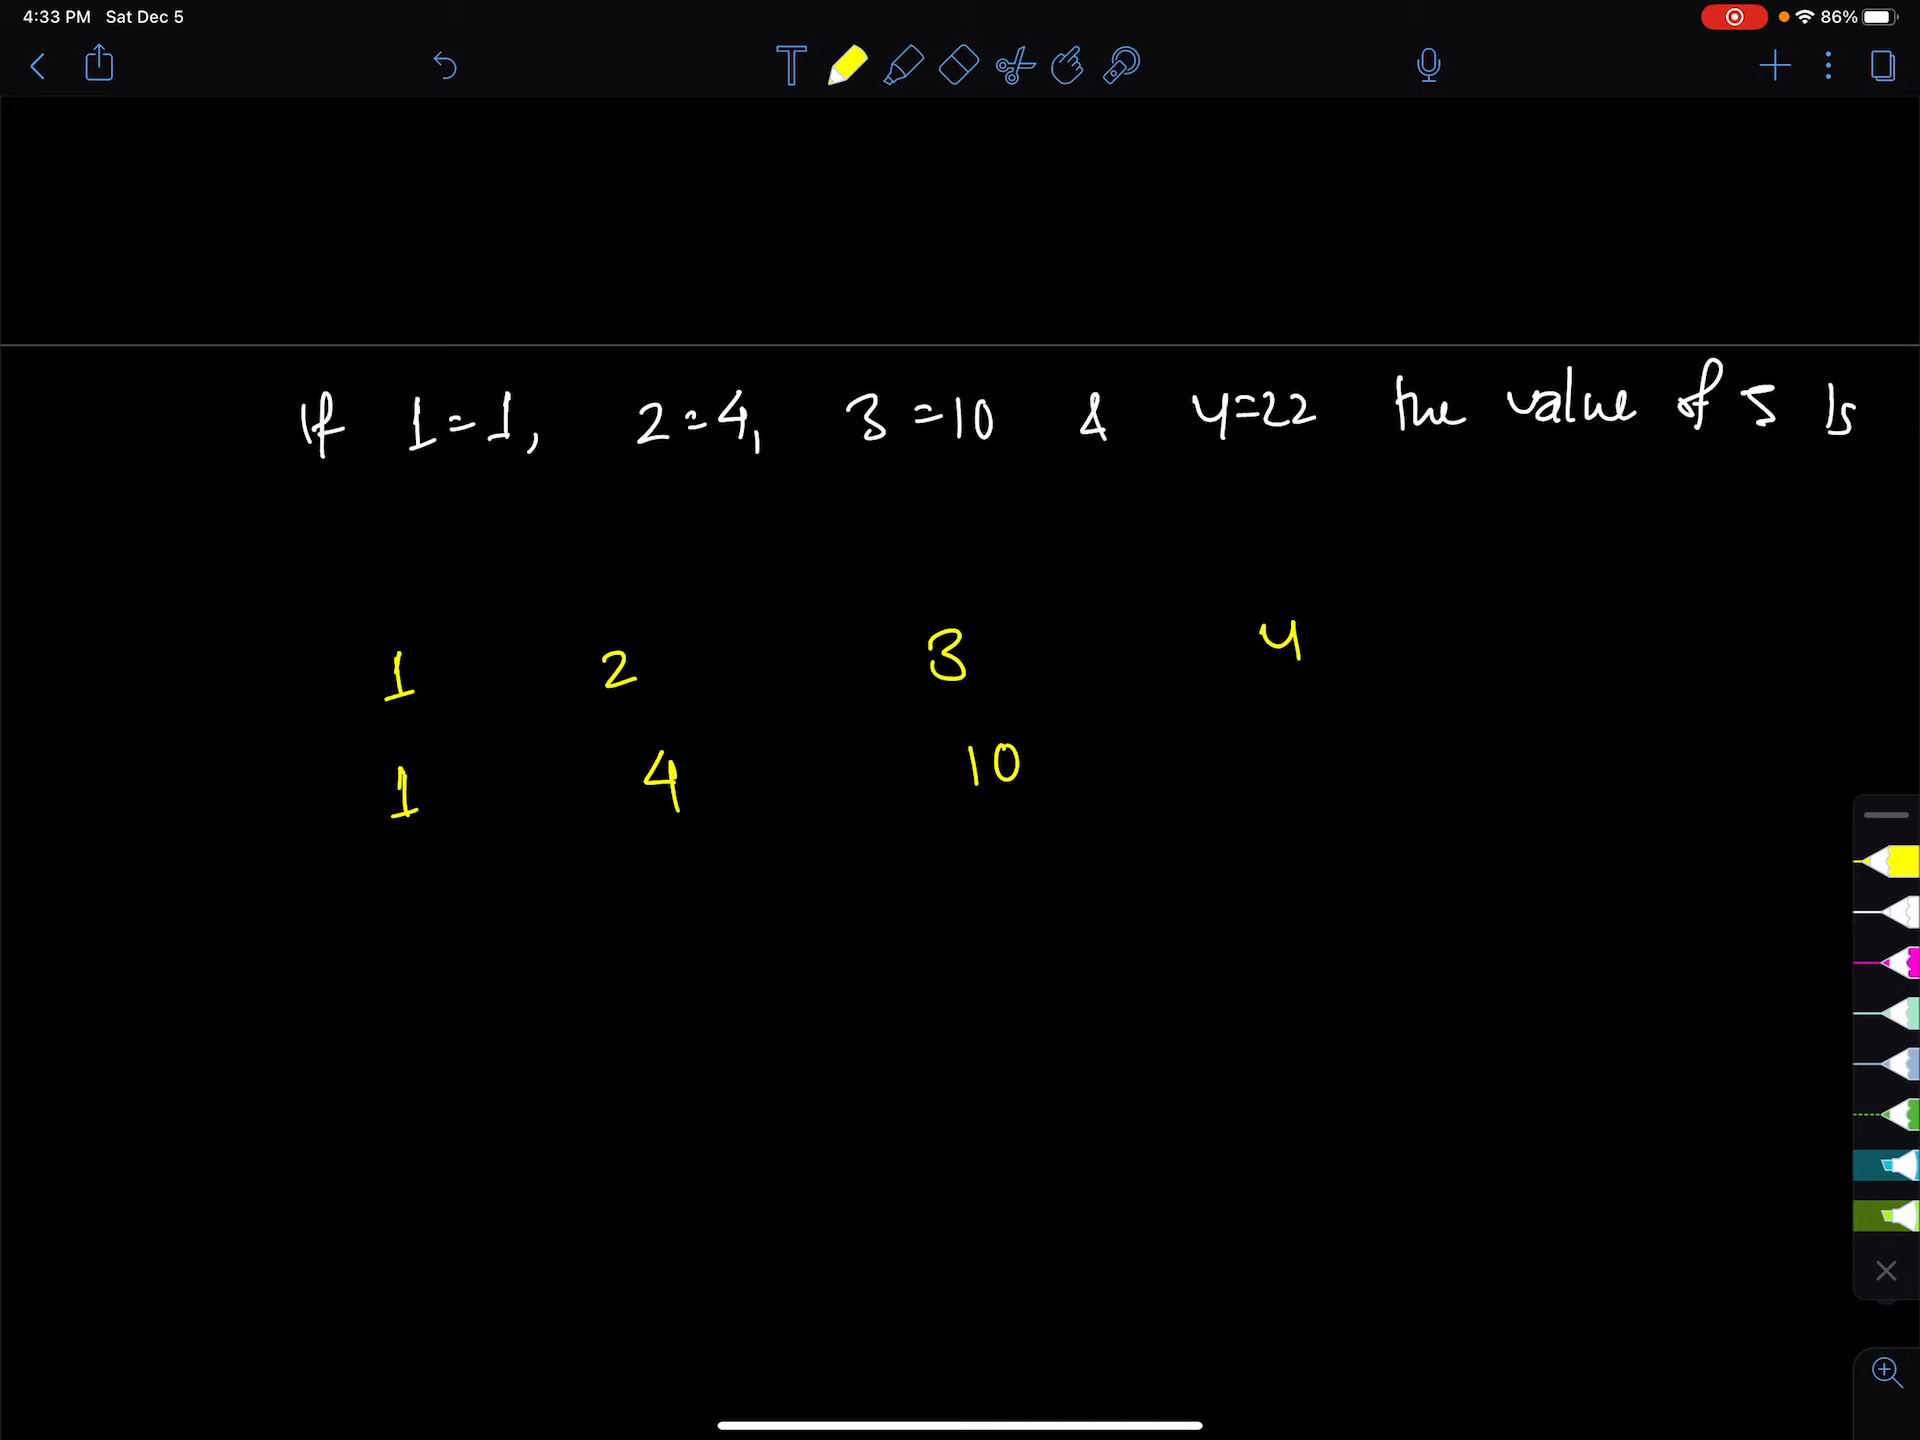 4:33 PM Sat Dec 5 86%
T
If 1=1, 2=4, 3=10 & 4=22 the value of 5 is
1 2 3 4
1 4 10